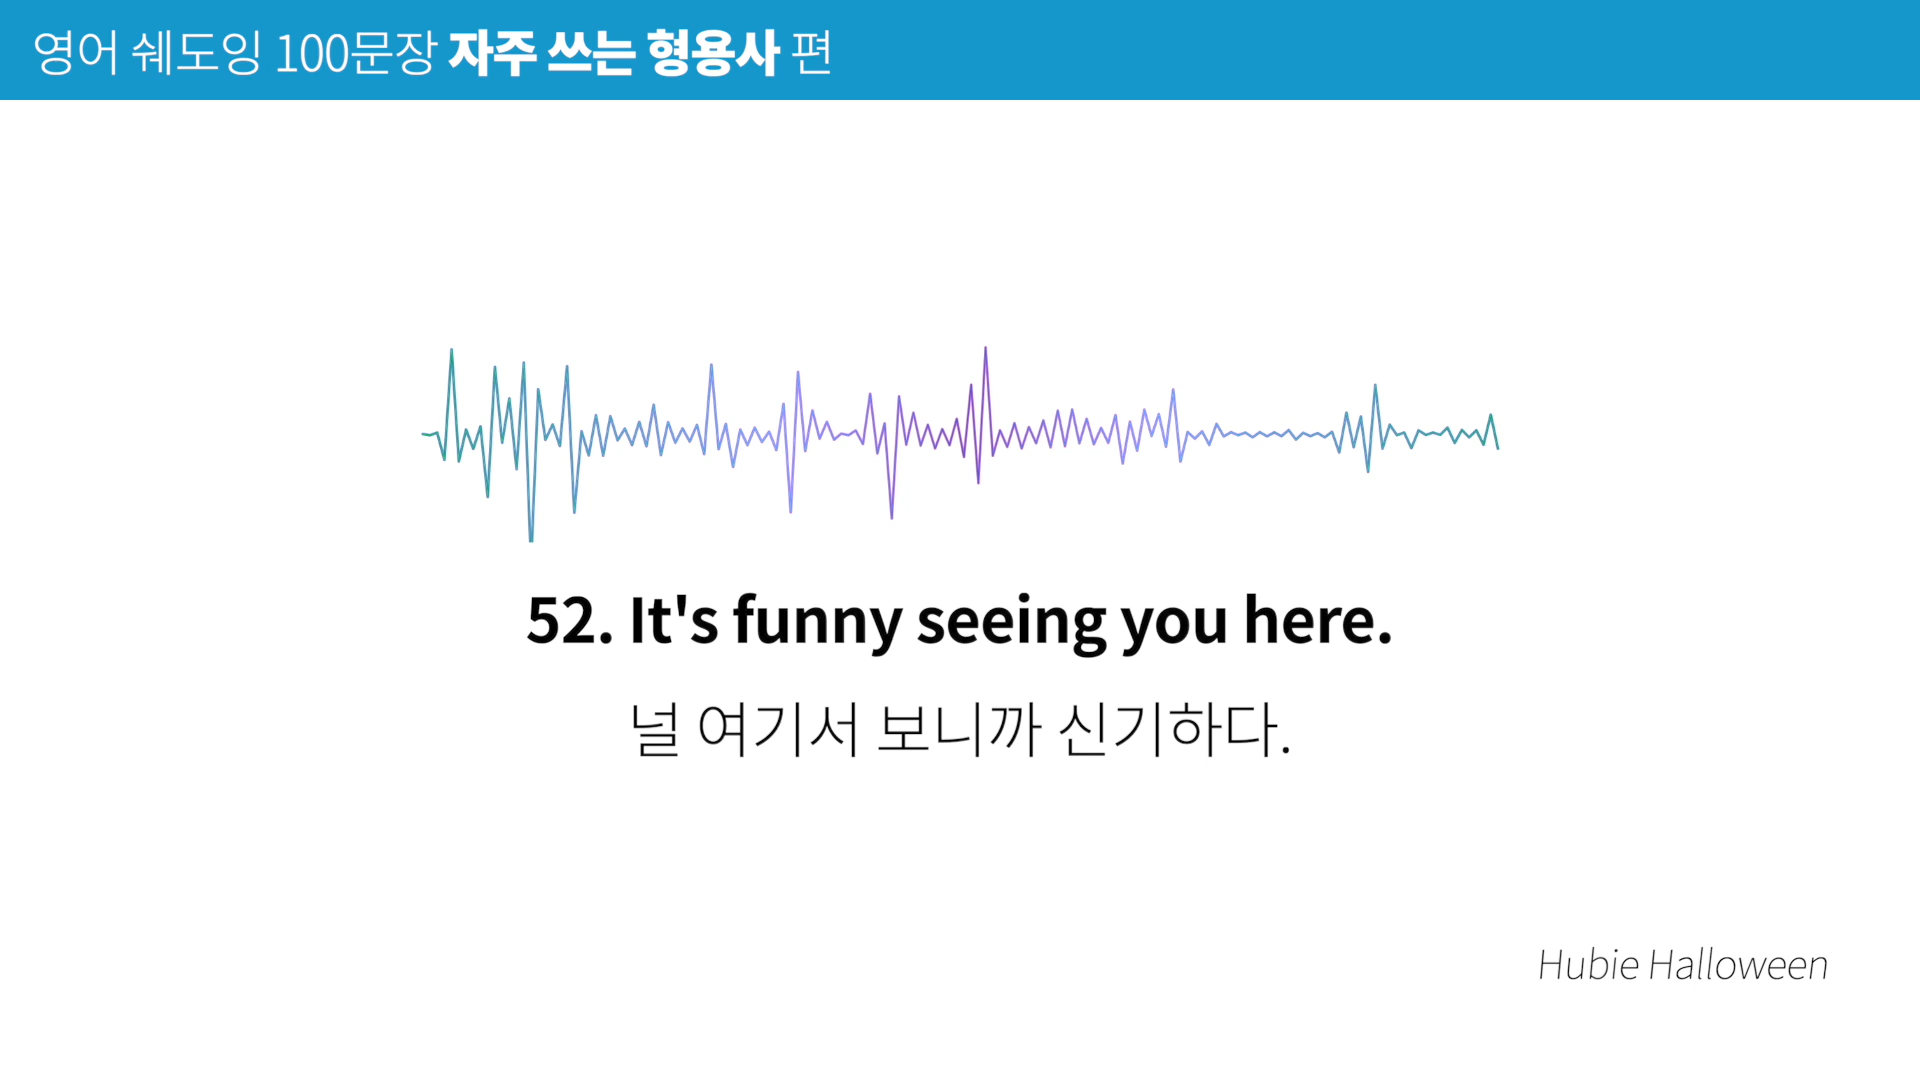 영어 쉐도잉 100문장 자주 쓰는 형용사 편
52. It's funny seeing you here.
널 여기서 보니까 신기하다.
Hubie Halloween